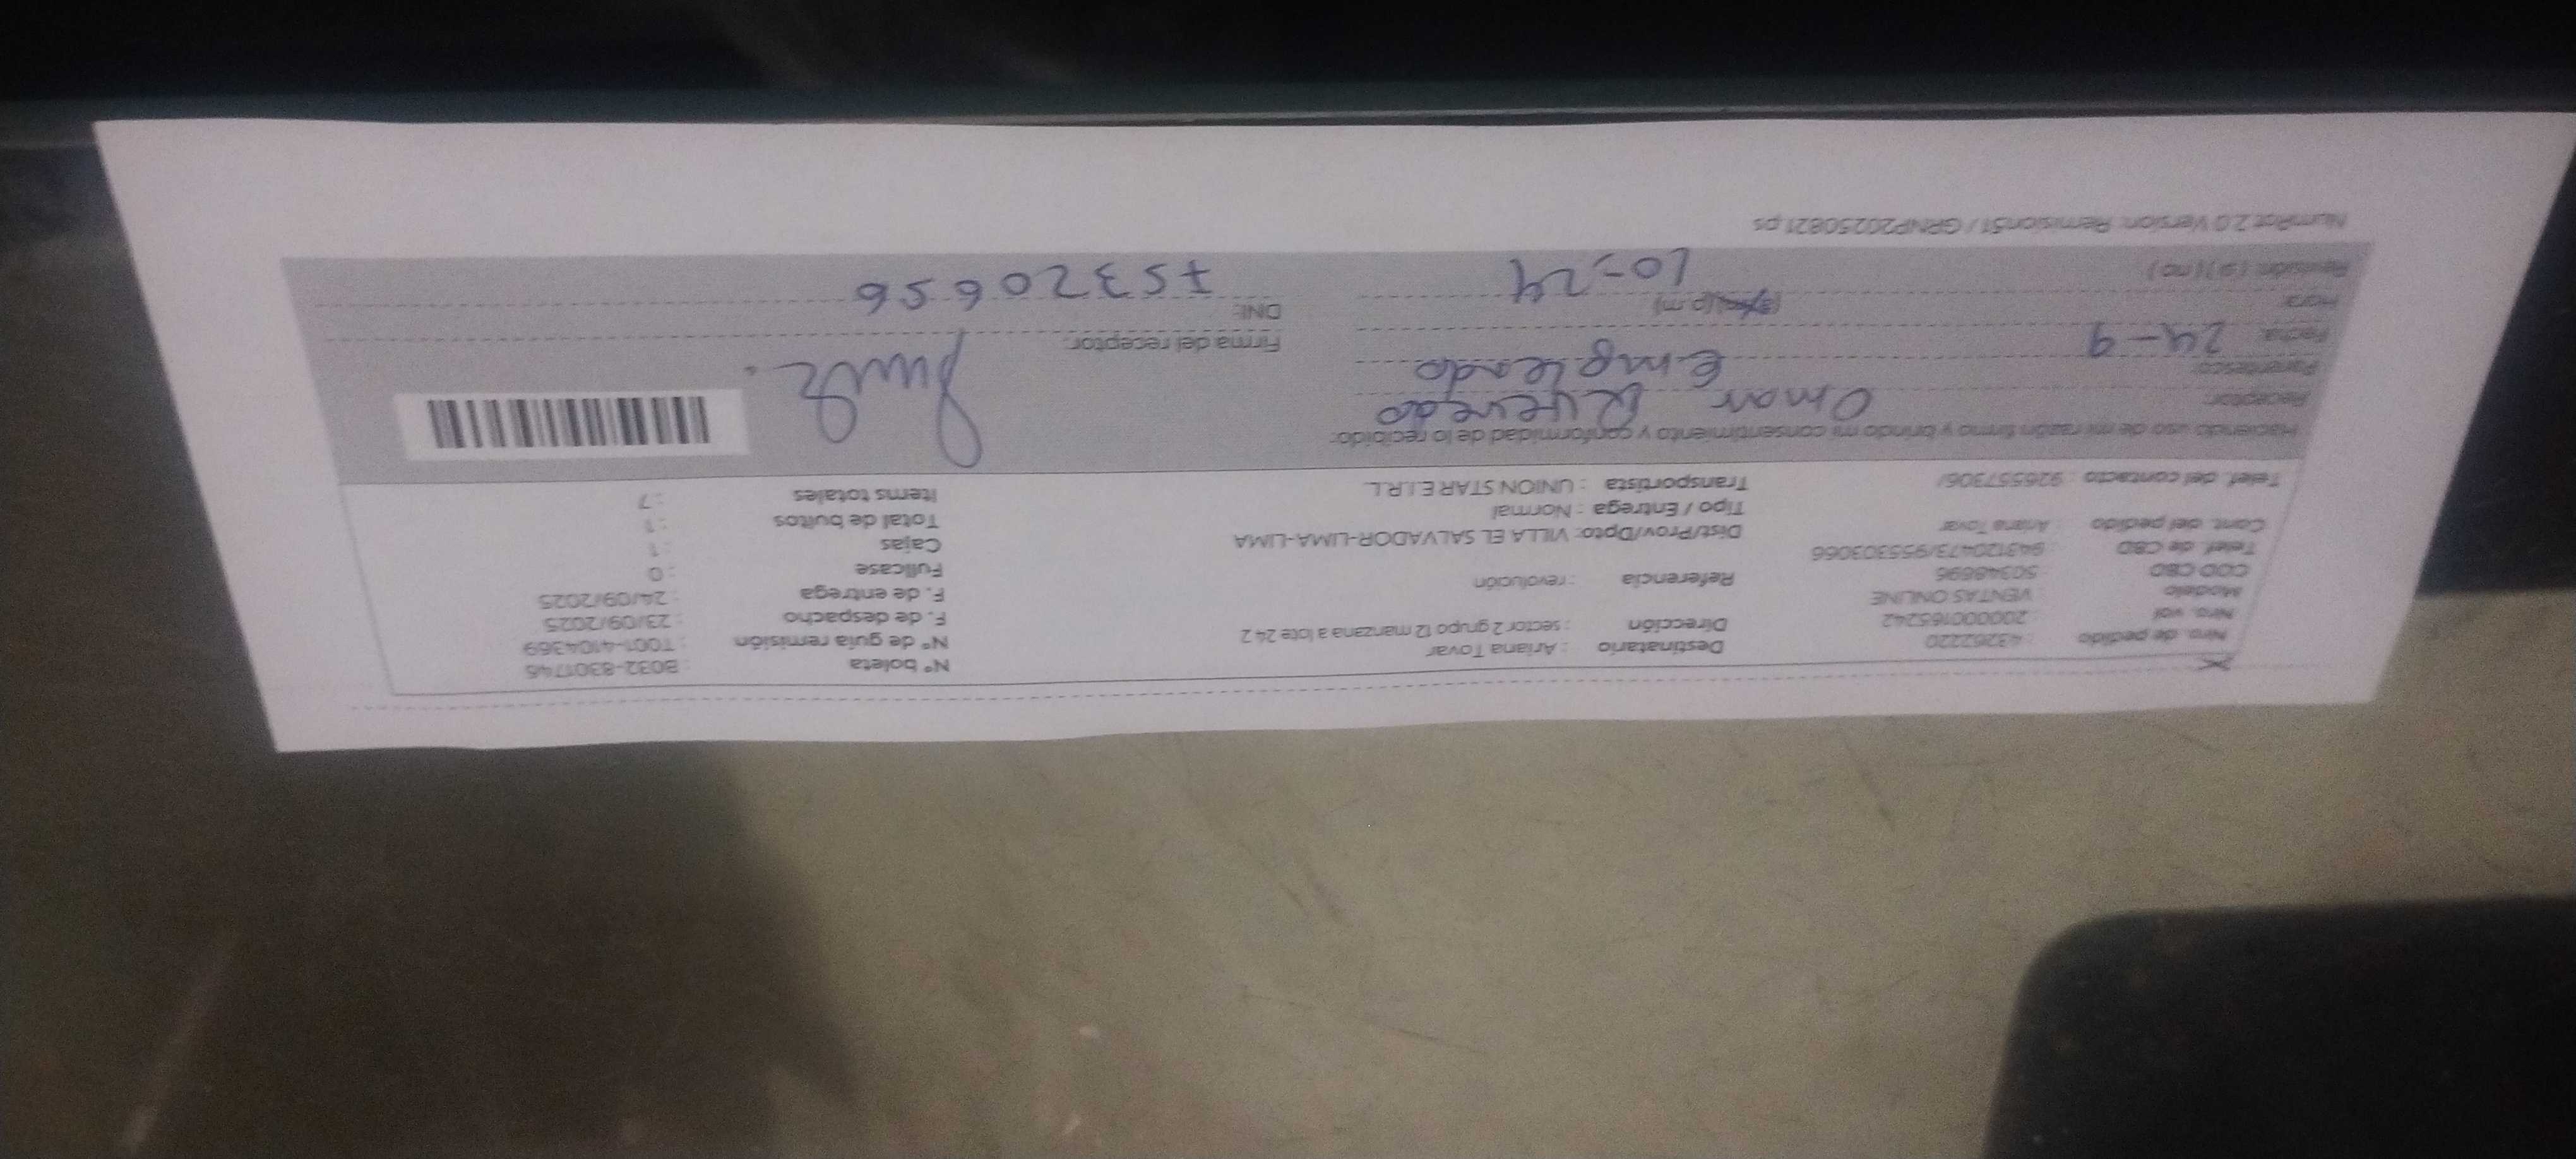 Nro. de pedido : 43262220 Destinatario : Ariana Tovar N° boleta : B032-8301746
Nro. vol : 20000165242 Dirección : sector 2 grupo 12 manzana a lote 24 2 N° de guía remisión : T001-4104369
Modelo : VENTAS ONLINE F. de despacho : 23/09/2025
COD CBD : 50348696 Referencia : revolución F. de entrega : 24/09/2025
Telef. de CBD : 943120473/955303066 Fullcase : 0
Cont. del pedido : Ariana Tovar Dist/Prov/Dpto: VILLA EL SALVADOR-LIMA-LIMA Cajas : 1
Tipo / Entrega : Normal Total de bultos : 1
Telef. del contacto : 926557306/ Transportista : UNION STAR E.I.R.L. Items totales : 7
Haciendo uso de mi razón firmo y brindo mi consentimiento y conformidad de lo recibido:
Receptor: Omar Quevedo
Parentesco: Empleado
Fecha: 24-9 Firma del receptor:
Hora: (a.m)(p.m) 10:24 DNI: 75320656
Revisión: (si) (no)
NumRot 2.0 Version: Remision51 / GRNP20250821.ps